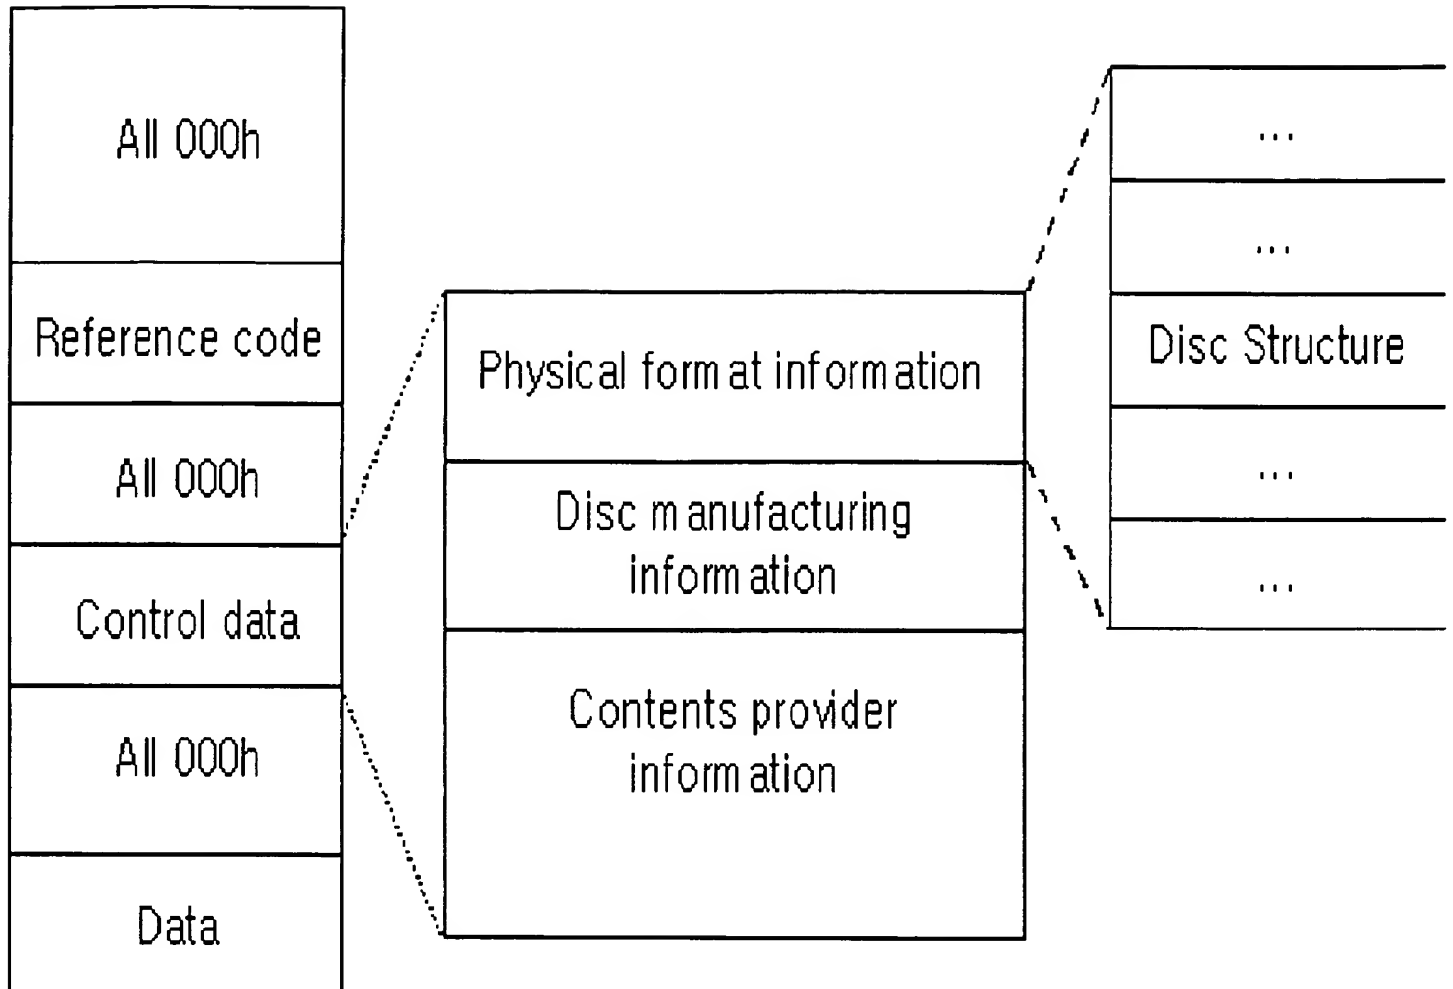 All 000h
Reference code
All 000h
Control data
All 000h
Data
Physical format information
Disc manufacturing
information
Contents provider
information
...
...
Disc Structure
...
...